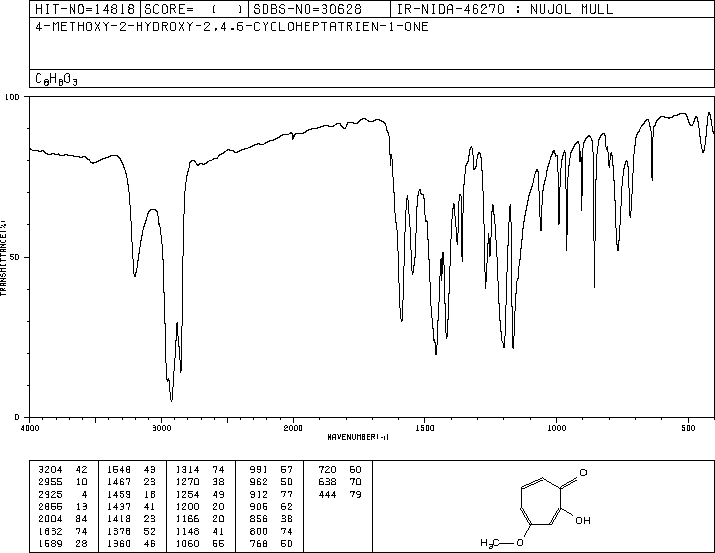 HIT-NO=14818 SCORE= ( ) SDBS-NO=30628 IR-NIDA-46270 : NUJOL MULL
4-METHOXY-2-HYDROXY-2,4,6-CYCLOHEPTATRIEN-1-ONE
C8H8O3
100
50
0
TRANSMITTANCE(%)
4000 3000 2000 1500 1000 500
WAVENUMBER(-1)
3204 42 1548 49 1314 74 991 57 720 60
2955 10 1467 23 1270 38 962 50 638 70
2925 4 1459 18 1254 49 912 77 444 79
2855 13 1437 41 1200 20 906 62
2004 84 1418 23 1166 20 856 38
1632 74 1378 52 1148 41 800 74
1589 28 1360 46 1060 55 768 50
O
OH
H3C
O